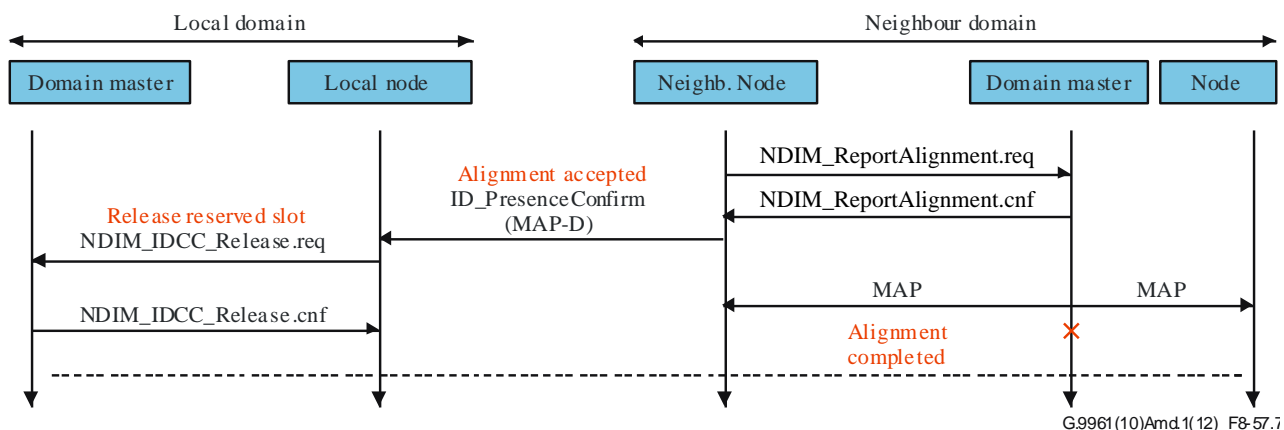 Local domain
Neighbour domain
Domain master
Local node
Neighb. Node
Domain master
Node
NDIM_ReportAlignment.req
Alignment accepted
ID_PresenceConfirm
(MAP-D)
NDIM_ReportAlignment.cnf
Release reserved slot
NDIM_IDCC_Release.req
MAP
MAP
NDIM_IDCC_Release.cnf
Alignment
completed
G.9961(10)Amd.1(12)_F8-57.7